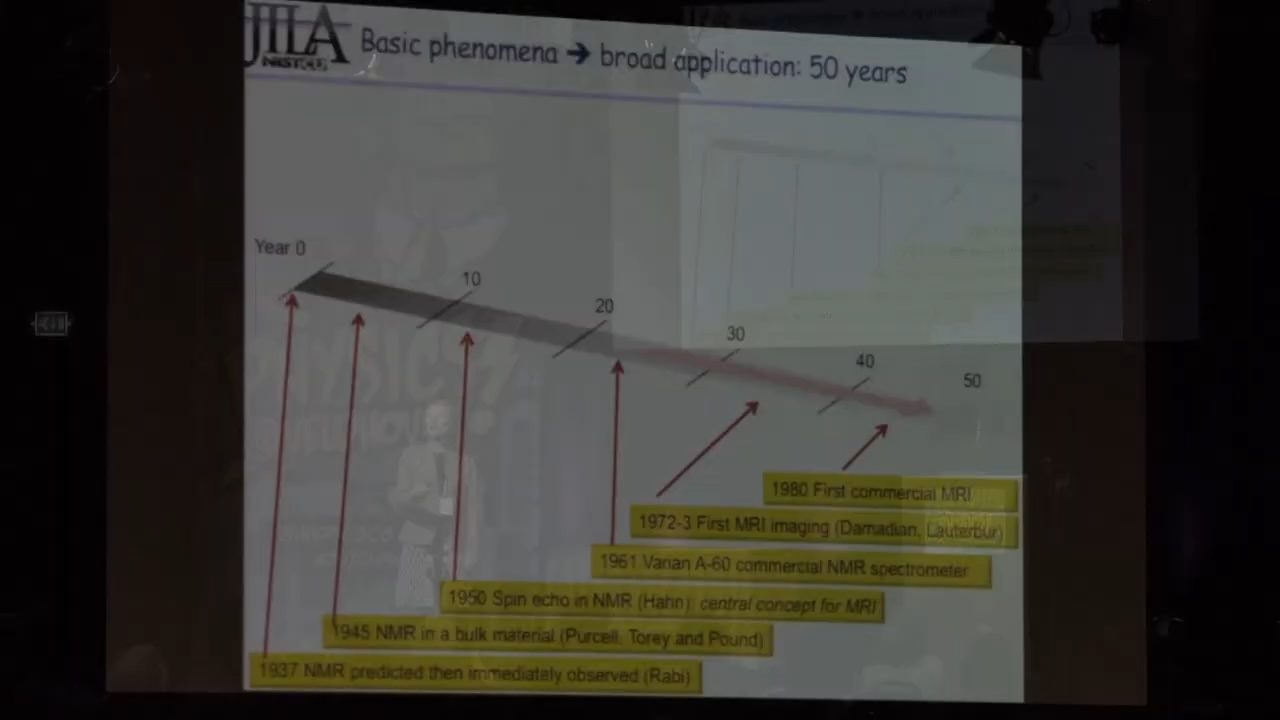 JILA
Basic phenomena → broad application: 50 years
Year 0
10
20
30
40
50
1980 First commercial MRI
1972-3 First MRI imaging (Damadian, Lauterbur)
1961 Varian A-60 commercial NMR spectrometer
1950 Spin echo in NMR (Hahn): central concept for MRI
1945 NMR in a bulk material (Purcell, Torey and Pound)
1937 NMR predicted then immediately observed (Rabi)